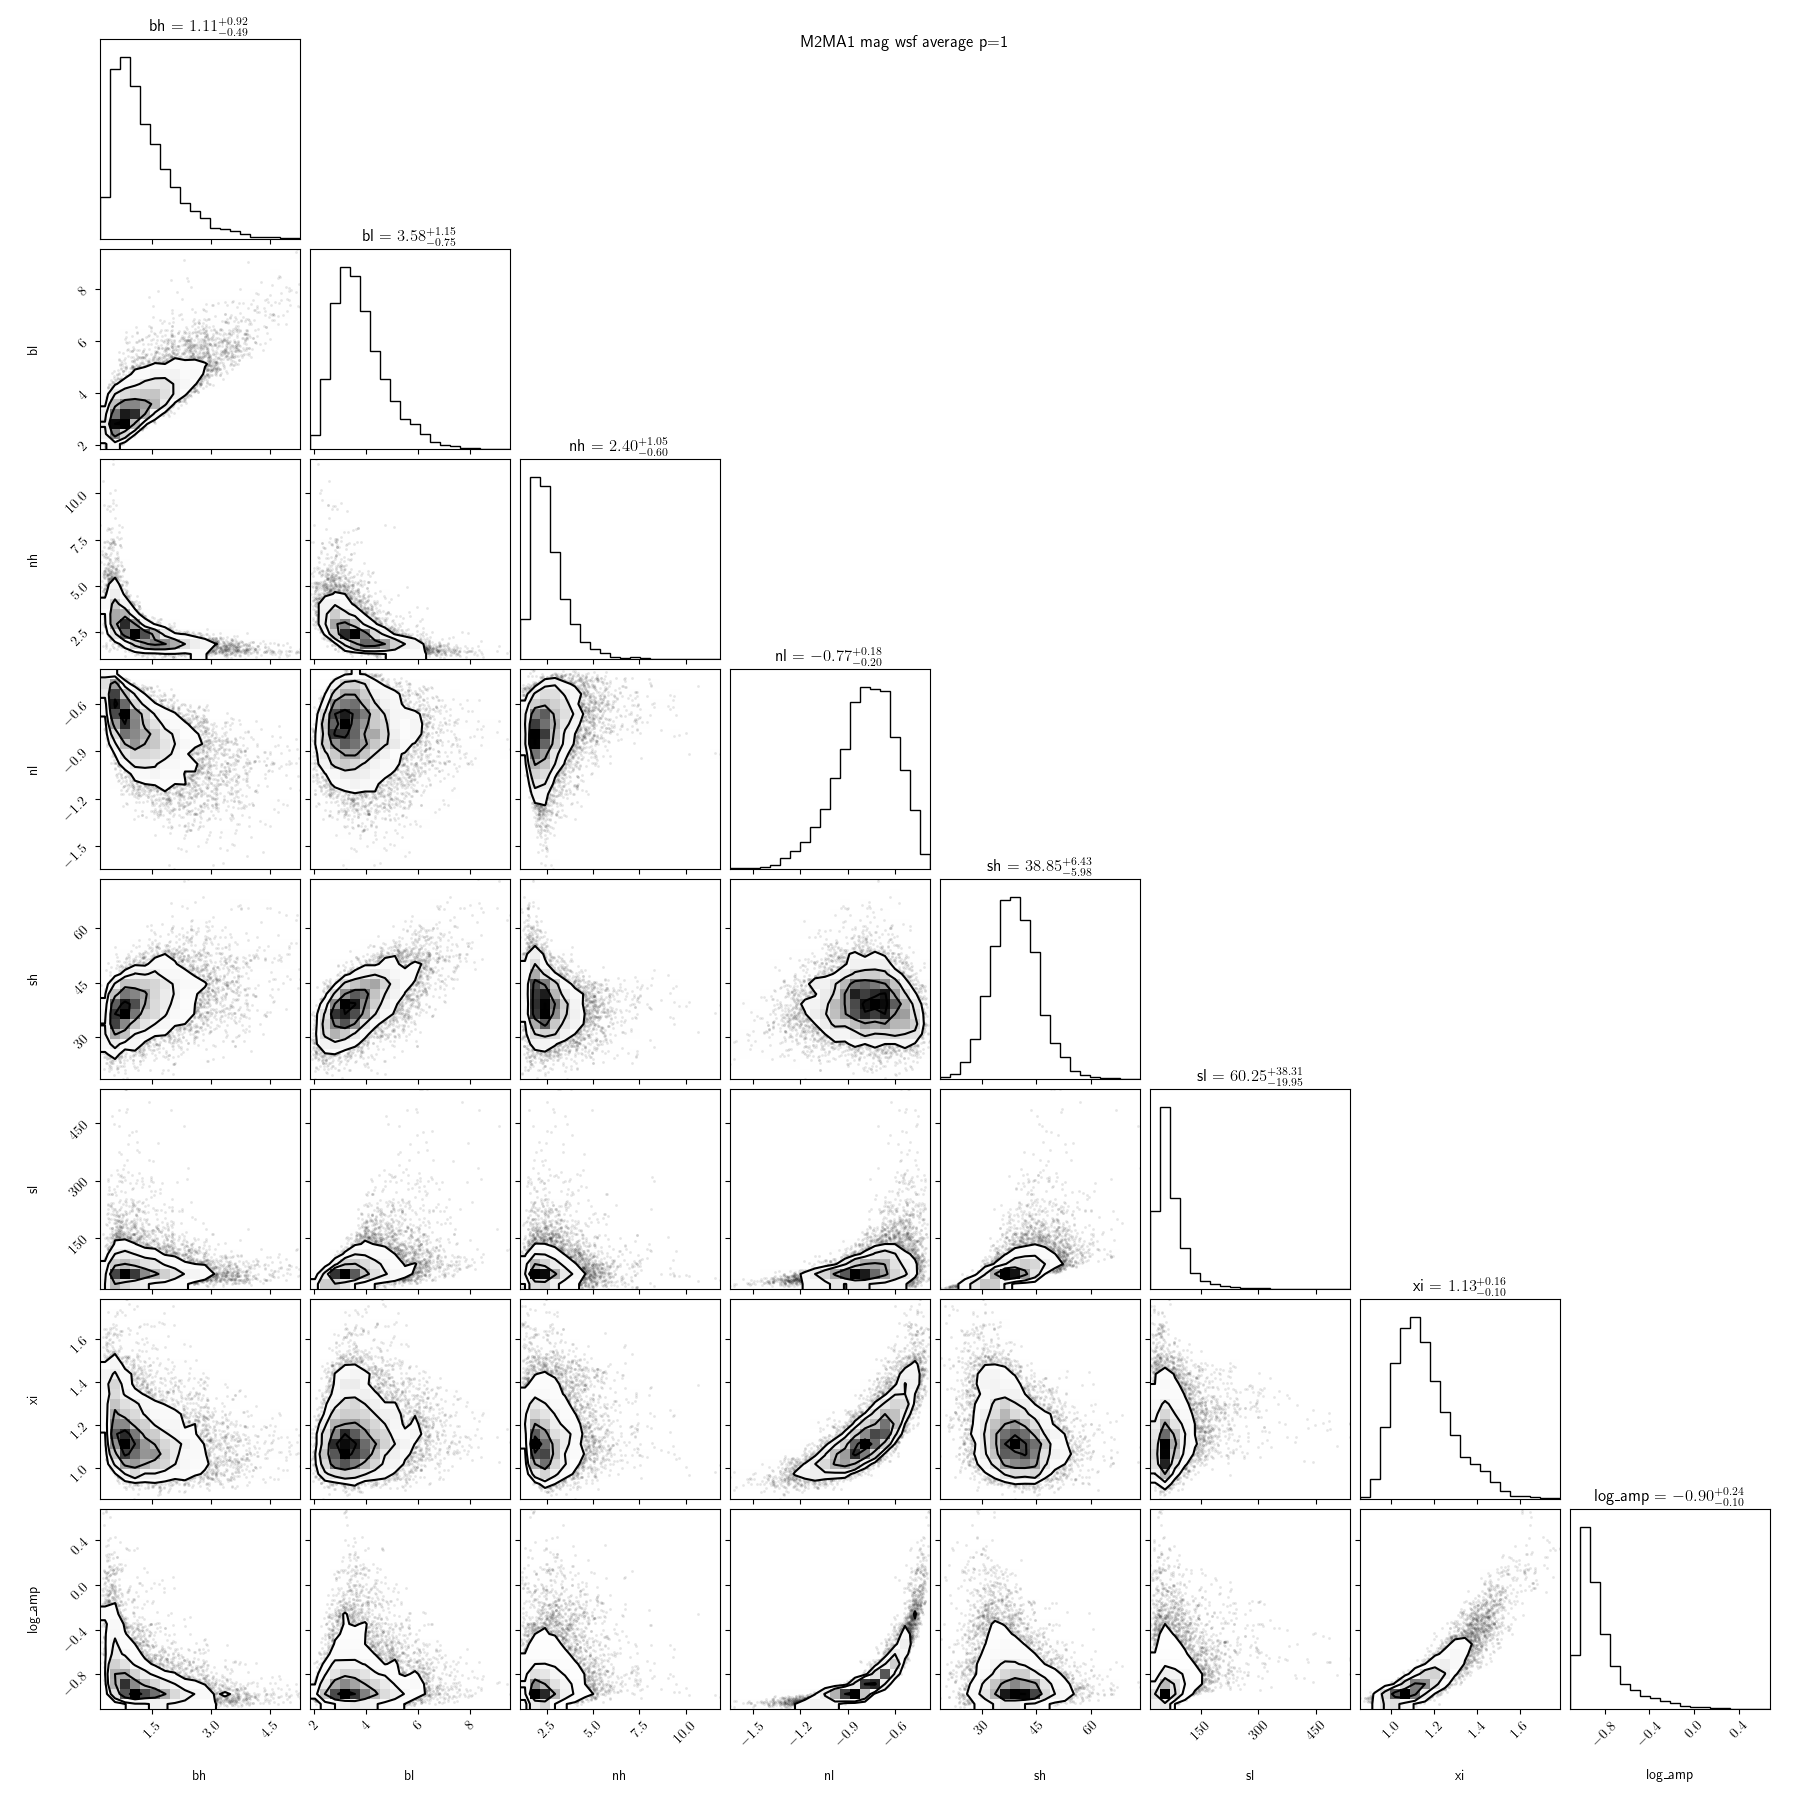 M2MA1 mag wsf average p=1
bh = 1.11+0.92 −0.49
bl = 3.58+1.15 −0.75
8
6
4
2
bl
nh = 2.40+1.05 −0.60
10.0
7.5
5.0
2.5
nh
nl = −0.77+0.18 −0.20
−0.6
−0.9
−1.2
−1.5
nl
sh = 38.85+6.43 −5.98
60
45
30
sh
sl = 60.25+38.31 −19.95
450
300
150
sl
xi = 1.13+0.16 −0.10
1.6
1.4
1.2
1.0
xi
log_amp = −0.90+0.24 −0.10
0.4
0.0
−0.4
−0.8
log_amp
1.5 3.0 4.5 2 4 6 8 2.5 5.0 7.5 10.0 −1.5 −1.2 −0.9 −0.6 30 45 60 150 300 450 1.0 1.2 1.4 1.6 −0.8 −0.4 0.0 0.4
bh bl nh nl sh sl xi log_amp